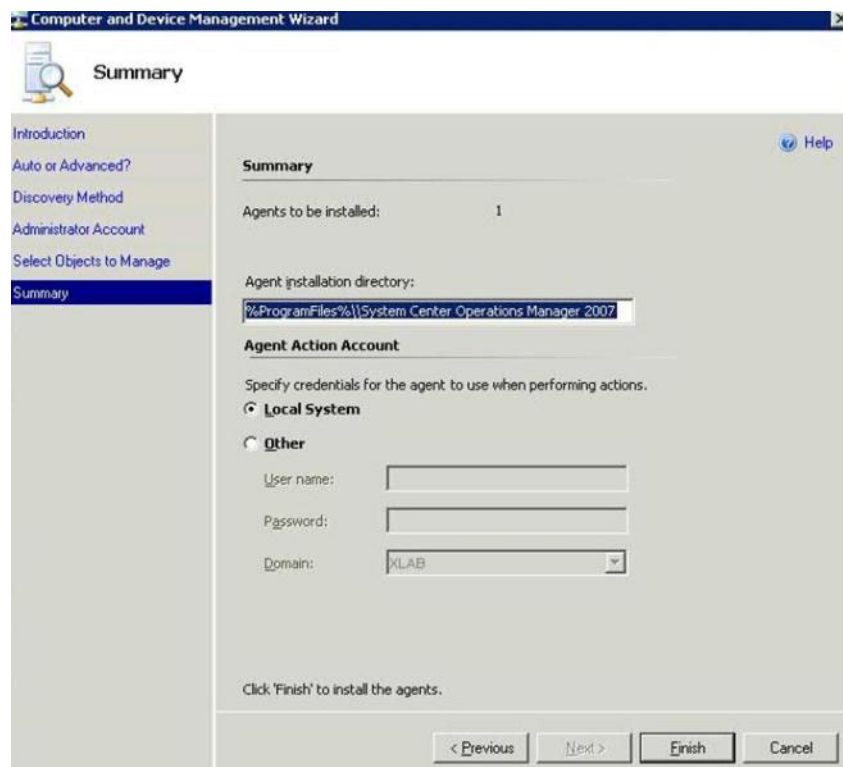 Computer and Device Management Wizard
Summary
Introduction
Auto or Advanced?
Discovery Method
Administrator Account
Select Objects to Manage
Summary
Help
Summary
Agents to be installed: 1
Agent installation directory:
%ProgramFiles%\\System Center Operations Manager 2007
Agent Action Account
Specify credentials for the agent to use when performing actions.
Local System
Other
User name:
Password:
Domain: XLAB
Click 'Finish' to install the agents.
< Previous Next > Finish Cancel